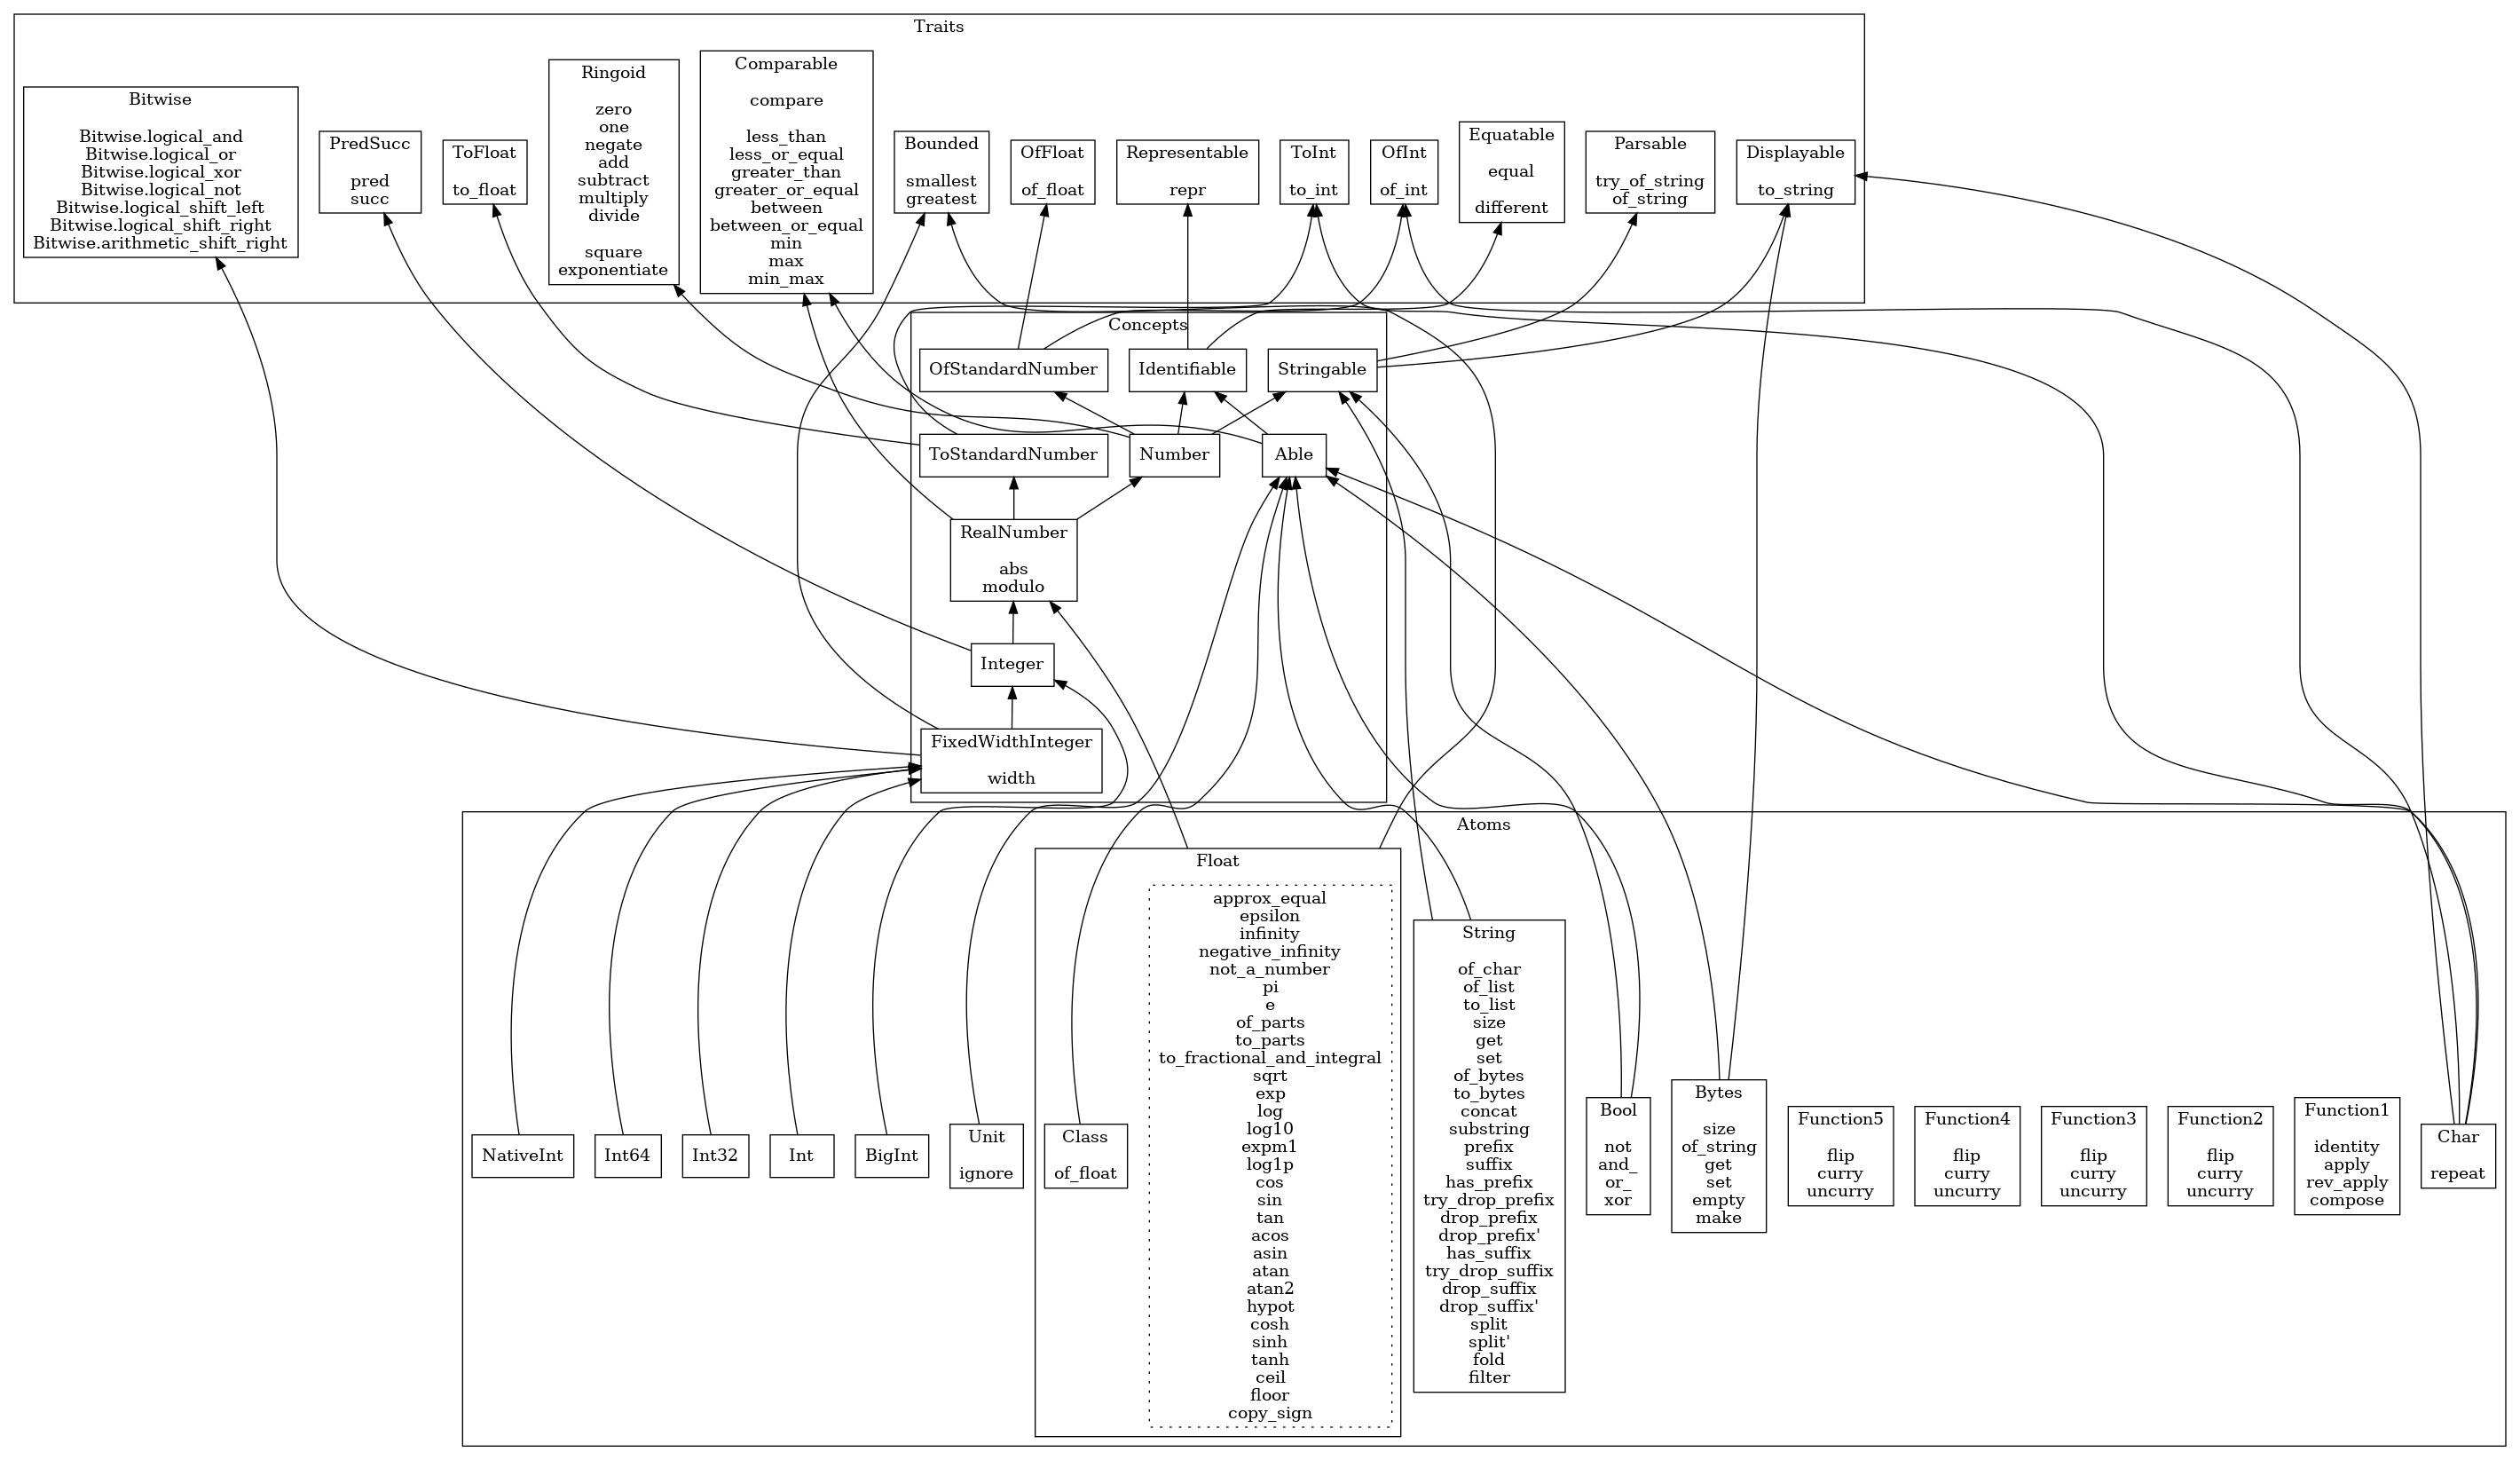 Traits
Bitwise
Bitwise.logical_and
Bitwise.logical_or
Bitwise.logical_xor
Bitwise.logical_not
Bitwise.logical_shift_left
Bitwise.logical_shift_right
Bitwise.arithmetic_shift_right
PredSucc
pred
succ
ToFloat
to_float
Ringoid
zero
one
negate
add
subtract
multiply
divide
square
exponentiate
Comparable
compare
less_than
less_or_equal
greater_than
greater_or_equal
between
between_or_equal
min
max
min_max
Bounded
smallest
greatest
OfFloat
of_float
Representable
repr
ToInt
to_int
OfInt
of_int
Equatable
equal
different
Parsable
try_of_string
of_string
Displayable
to_string
Concepts
OfStandardNumber
Identifiable
Stringable
ToStandardNumber
Number
Able
RealNumber
abs
modulo
Integer
FixedWidthInteger
width
Atoms
NativeInt
Int64
Int32
Int
BigInt
Unit
ignore
Float
Class
of_float
approx_equal
epsilon
infinity
negative_infinity
not_a_number
pi
e
of_parts
to_parts
to_fractional_and_integral
sqrt
exp
log
log10
expm1
log1p
cos
sin
tan
acos
asin
atan
atan2
hypot
cosh
sinh
tanh
ceil
floor
copy_sign
String
of_char
of_list
to_list
size
get
set
of_bytes
to_bytes
concat
substring
prefix
suffix
has_prefix
try_drop_prefix
drop_prefix
drop_prefix'
has_suffix
try_drop_suffix
drop_suffix
drop_suffix'
split
split'
fold
filter
Bool
not
and_
or_
xor
Bytes
size
of_string
get
set
empty
make
Function5
flip
curry
uncurry
Function4
flip
curry
uncurry
Function3
flip
curry
uncurry
Function2
flip
curry
uncurry
Function1
identity
apply
rev_apply
compose
Char
repeat